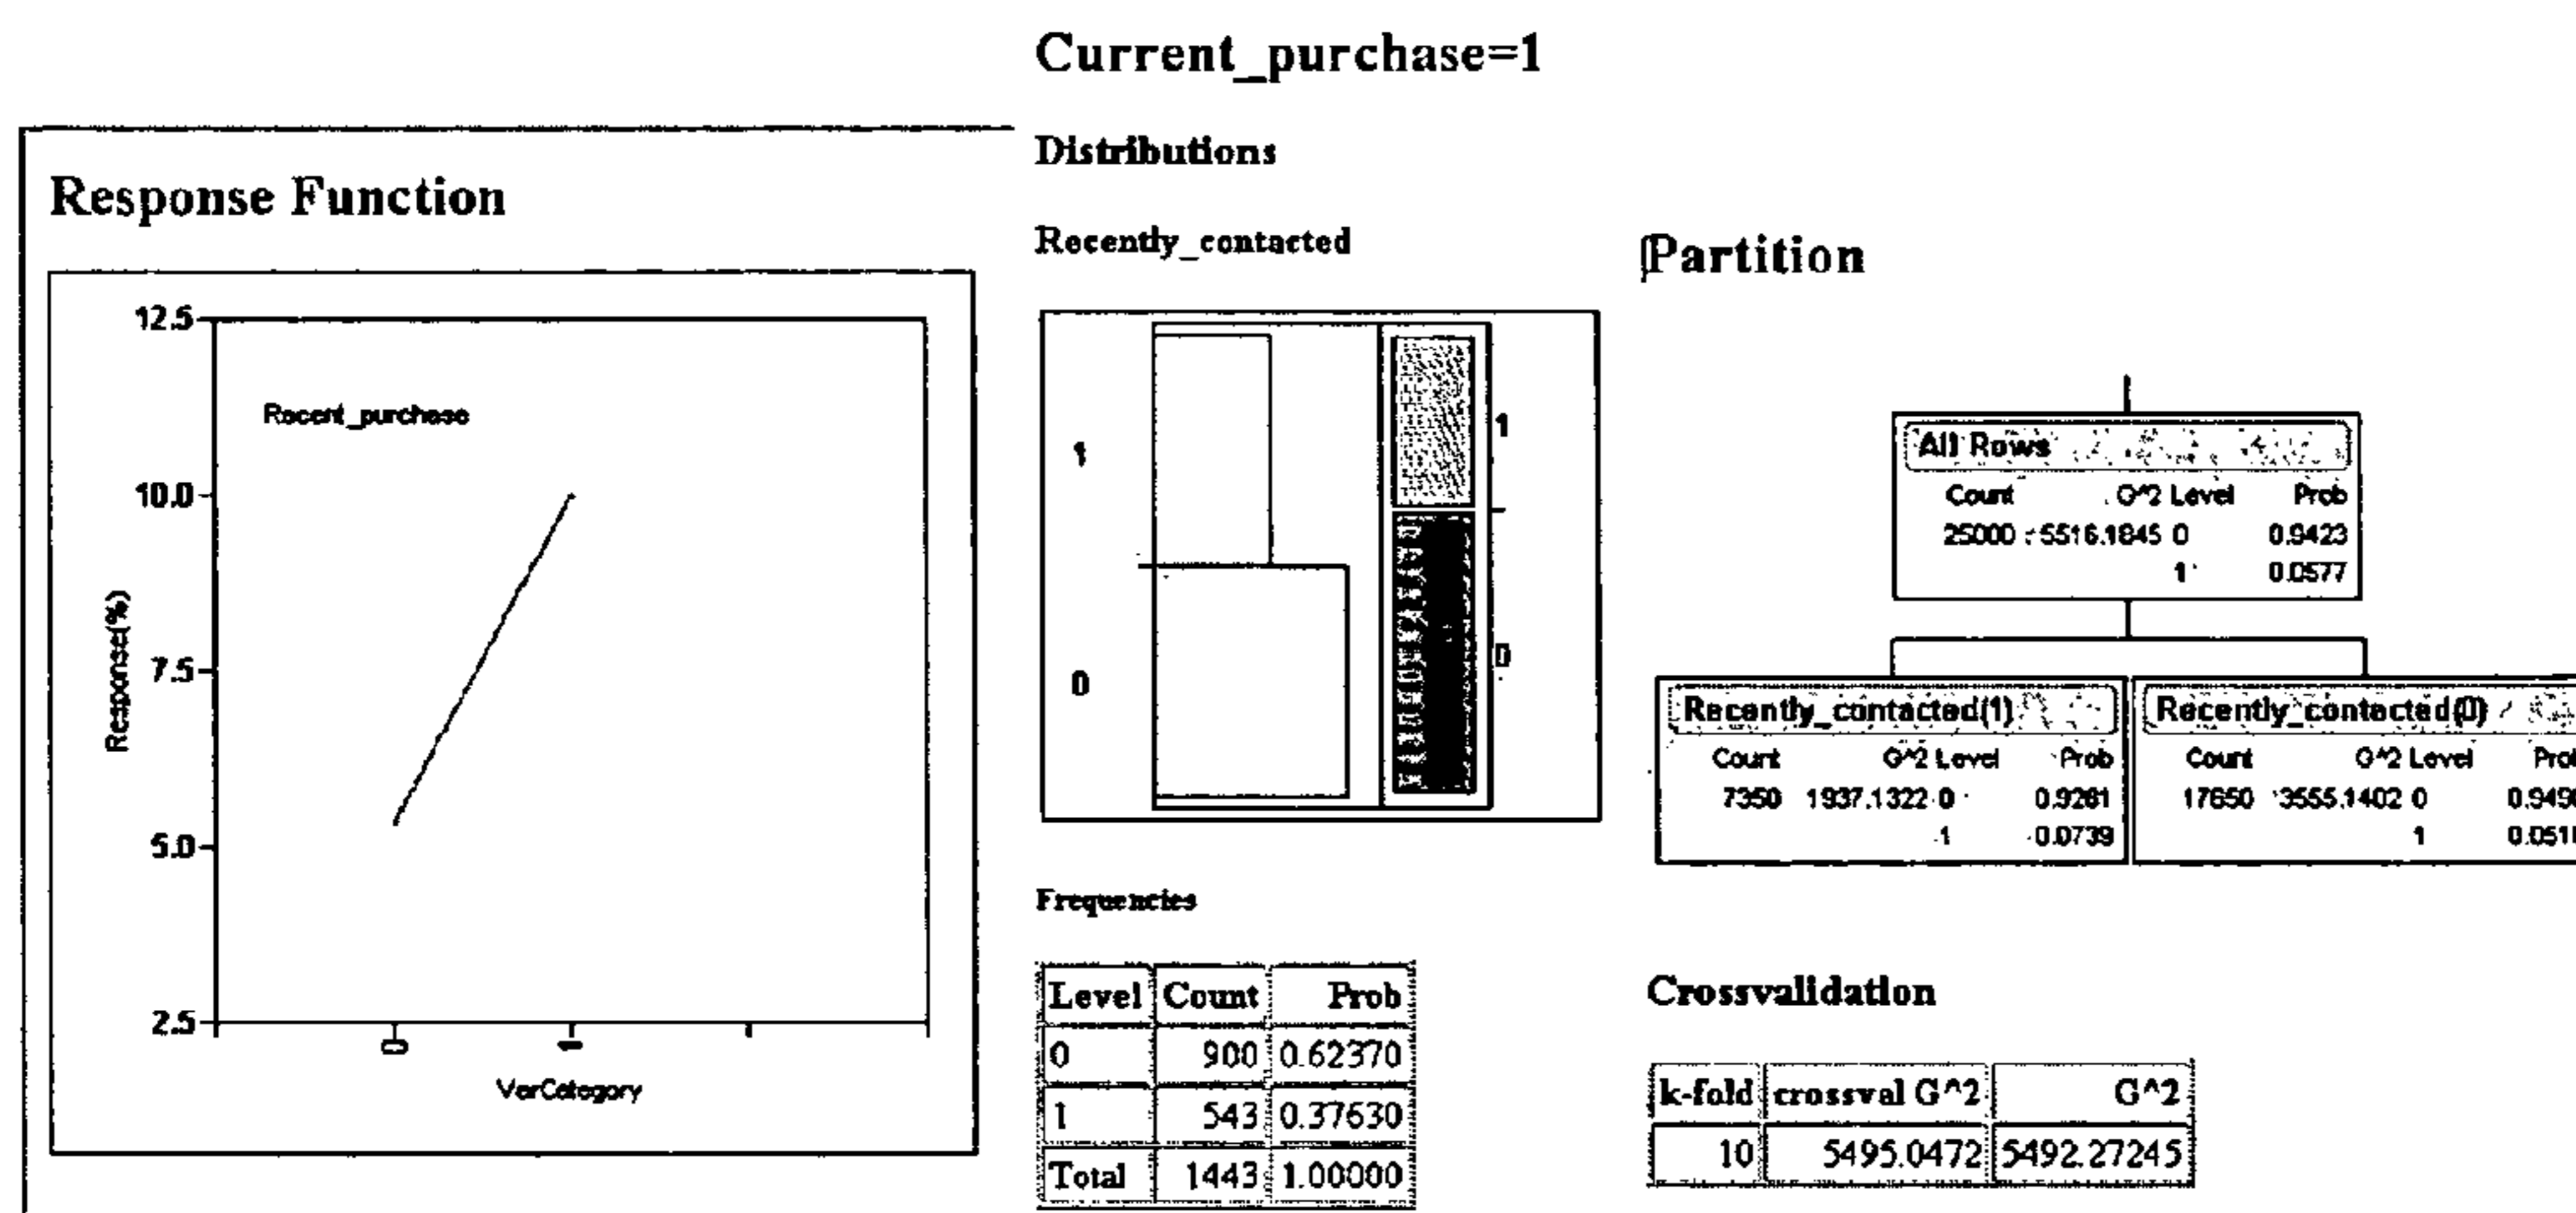 Current_purchase=1
Response Function
12.5
Recent_purchase
10.0
7.5
5.0
2.5
Response(%)
0
1
VarCategory
Distributions
Recently_contacted
1
0
1
0
Frequencies
Level Count Prob
0 900 0.62370
1 543 0.37630
Total 1443 1.00000
Partition
All Rows
Count G^2 Level Prob
25000 5516.1845 0 0.9423
1 0.0577
Recently_contacted(1)
Count G^2 Level Prob
7350 1937.1322 0 0.9261
1 0.0739
Recently_contacted(0)
Count G^2 Level
17650 3555.1402 0
1
Crossvalidation
k-fold crossval G^2 G^2
10 5495.0472 5492.27245